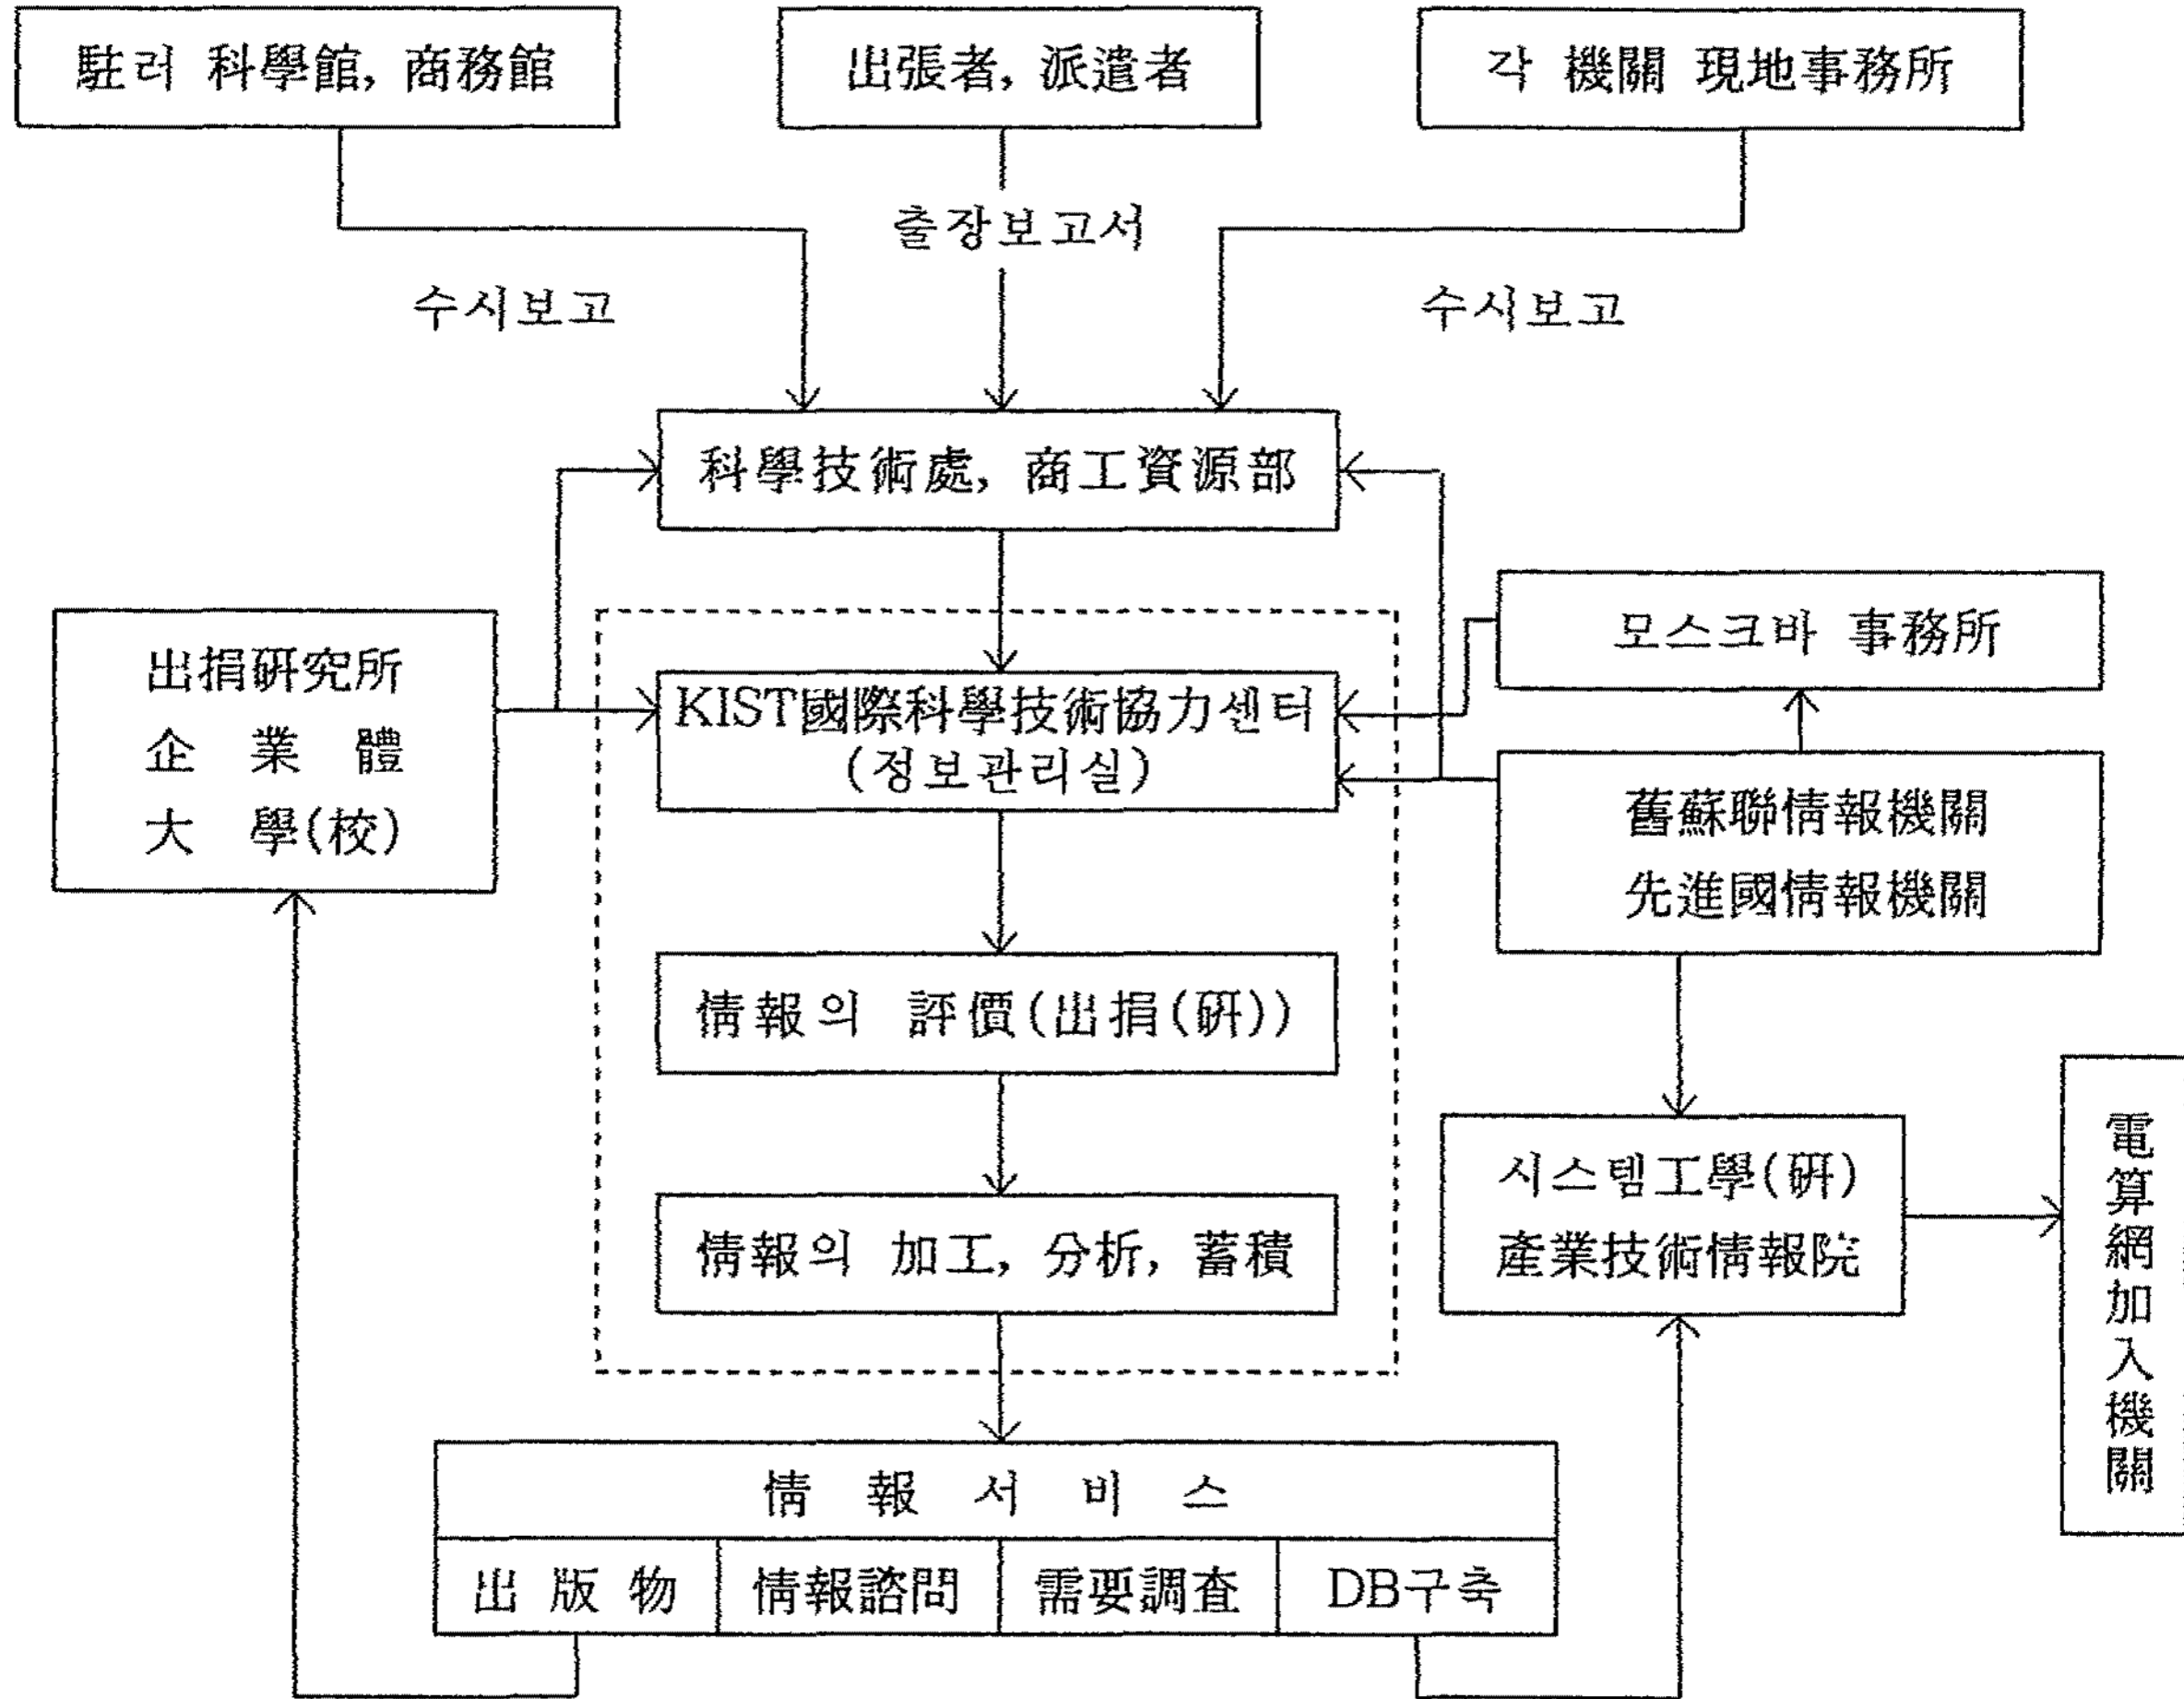 駐러 科學館, 商務館
出張者, 派遣者
각 機關 現地事務所
출장보고서
수시보고
수시보고
科學技術處, 商工資源部
모스크바 事務所
出捐硏究所
企業體
大學(校)
KIST國際科學技術協力센터
(정보관리실)
舊蘇聯情報機關
先進國情報機關
情報의 評價(出捐(硏))
시스템工學(硏)
産業技術情報院
電算網加入機關
情報의 加工, 分析, 蓄積
情報서비스
出版物
情報諮問
需要調査
DB구축